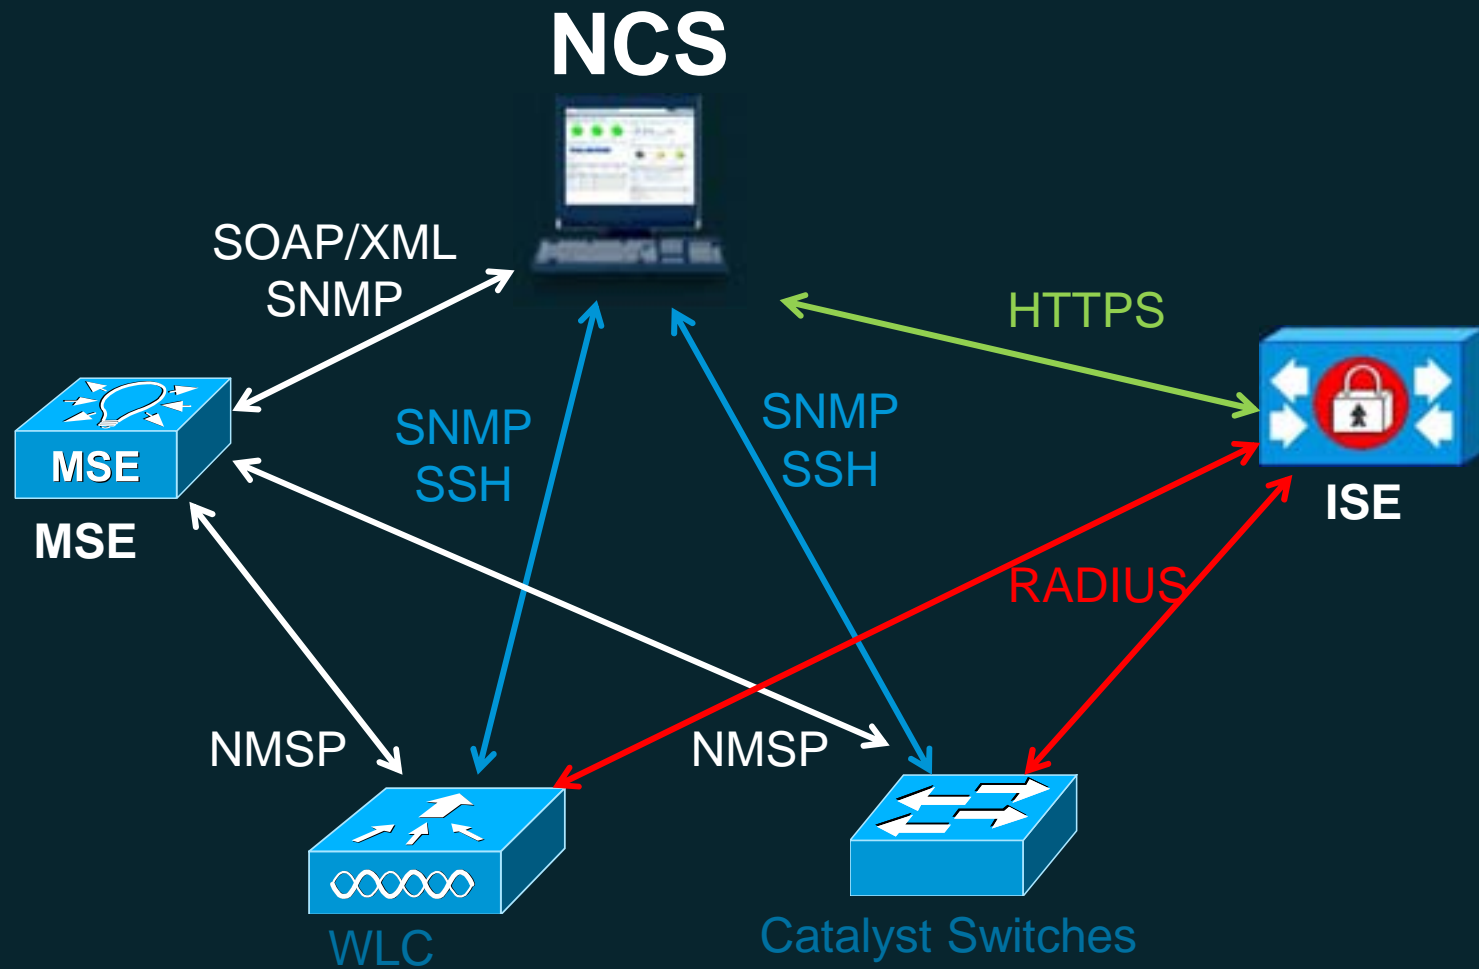 NCS
SOAP/XML
SNMP
HTTPS
SNMP
SSH
SNMP
SSH
MSE
MSE
ISE
RADIUS
NMSP
NMSP
WLC
Catalyst Switches